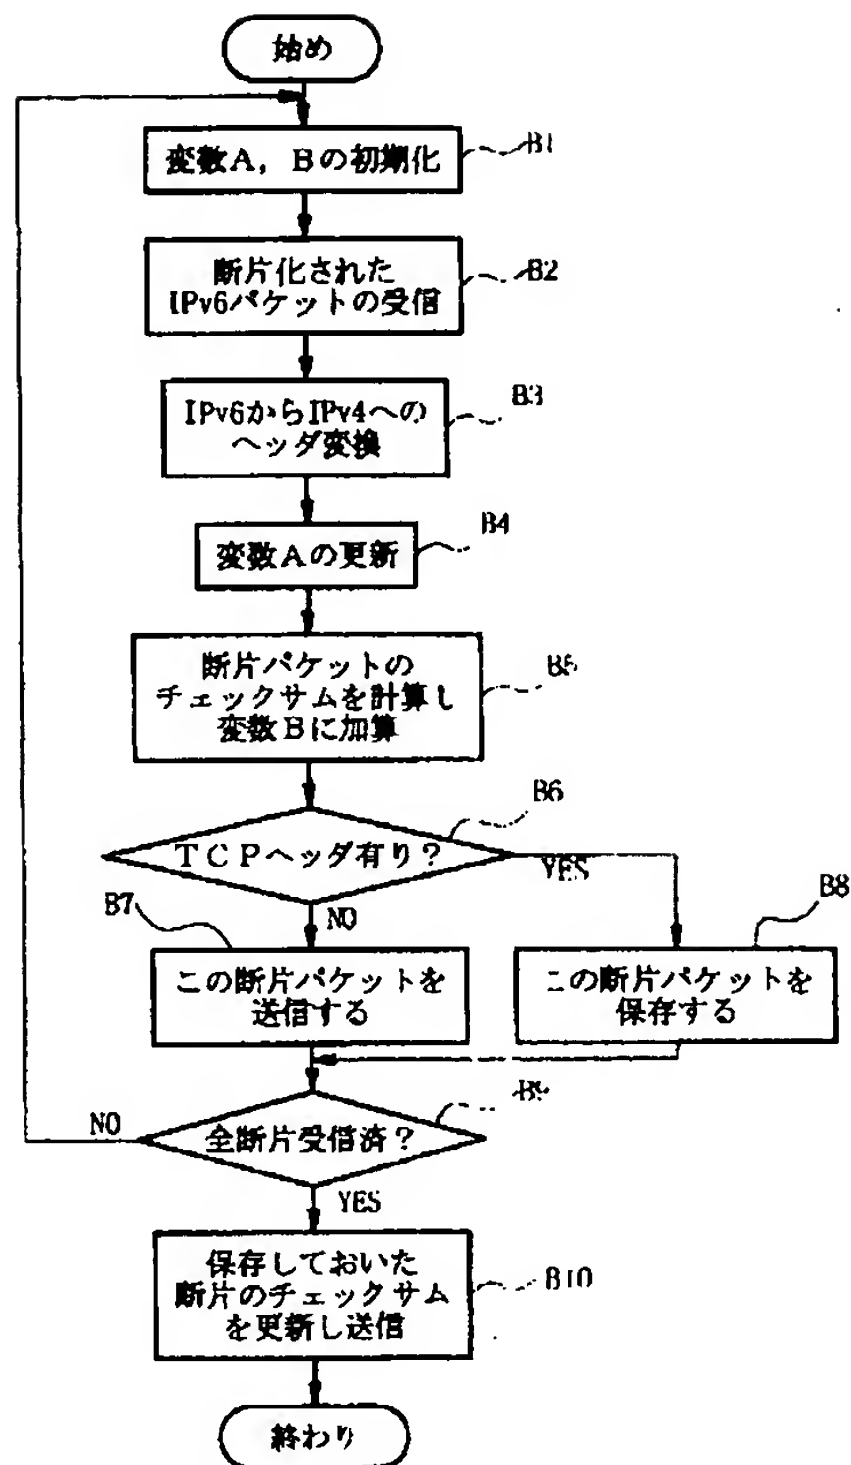 始め
変数A，Bの初期化
B1
断片化された
IPv6パケットの受信
B2
IPv6からIPv4への
ヘッダ変換
B3
変数Aの更新
B4
断片パケットの
チェックサムを計算し
変数Bに加算
B5
TCPヘッダ有り？
B6
YES
NO
B7
この断片パケットを
送信する
B8
この断片パケットを
保存する
全断片受信済？
B9
NO
YES
保存しておいた
断片のチェックサム
を更新し送信
B10
終わり